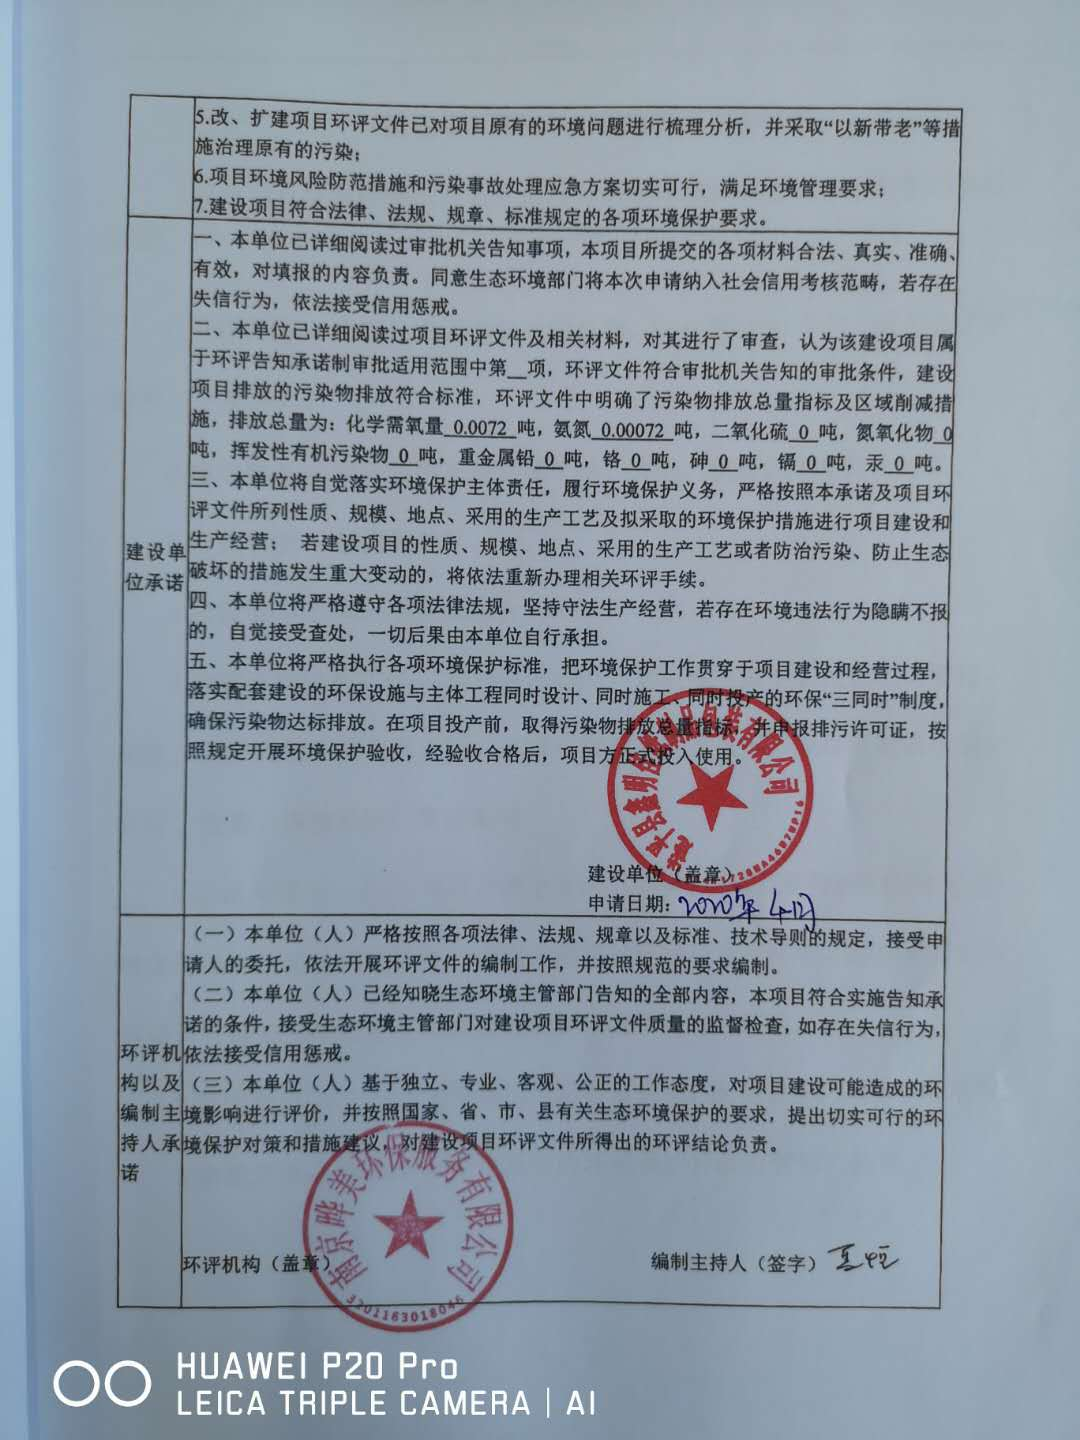 5.改、扩建项目环评文件已对项目原有的环境问题进行梳理分析，并采取“以新带老”等措
施治理原有的污染；
6.项目环境风险防范措施和污染事故处理应急方案切实可行，满足环境管理要求；
7.建设项目符合法律、法规、规章、标准规定的各项环境保护要求。
建设单
位承诺
一、本单位已详细阅读过审批机关告知事项，本项目所提交的各项材料合法、真实、准确、
有效，对填报的内容负责。同意生态环境部门将本次申请纳入社会信用考核范畴，若存在
失信行为，依法接受信用惩戒。
二、本单位已详细阅读过项目环评文件及相关材料，对其进行了审查，认为该建设项目属
于环评告知承诺制审批适用范围中第__项，环评文件符合审批机关告知的审批条件，建设
项目排放的污染物排放符合标准，环评文件中明确了污染物排放总量指标及区域削减措
施，排放总量为：化学需氧量 0.0072 吨，氨氮 0.00072 吨，二氧化硫 0 吨，氮氧化物 0
吨，挥发性有机污染物 0 吨，重金属铅 0 吨，铬 0 吨，砷 0 吨，镉 0 吨，汞 0 吨。
三、本单位将自觉落实环境保护主体责任，履行环境保护义务，严格按照本承诺及项目环
评文件所列性质、规模、地点、采用的生产工艺及拟采取的环境保护措施进行项目建设和
生产经营； 若建设项目的性质、规模、地点、采用的生产工艺或者防治污染、防止生态
破坏的措施发生重大变动的，将依法重新办理相关环评手续。
四、本单位将严格遵守各项法律法规，坚持守法生产经营，若存在环境违法行为隐瞒不报
的，自觉接受查处，一切后果由本单位自行承担。
五、本单位将严格执行各项环境保护标准，把环境保护工作贯穿于项目建设和经营过程，
落实配套建设的环保设施与主体工程同时设计、同时施工、同时投产的环保“三同时”制度，
确保污染物达标排放。在项目投产前，取得污染物排放总量指标，并申报排污许可证，按
照规定开展环境保护验收，经验收合格后，项目方正式投入使用。
建设单位（盖章）
申请日期：2020年4月
环评机
构以及
编制主
持人承
诺
（一）本单位（人）严格按照各项法律、法规、规章以及标准、技术导则的规定，接受申
请人的委托，依法开展环评文件的编制工作，并按照规范的要求编制。
（二）本单位（人）已经知晓生态环境主管部门告知的全部内容，本项目符合实施告知承
诺的条件，接受生态环境主管部门对建设项目环评文件质量的监督检查，如存在失信行为，
依法接受信用惩戒。
（三）本单位（人）基于独立、专业、客观、公正的工作态度，对项目建设可能造成的环
境影响进行评价，并按照国家、省、市、县有关生态环境保护的要求，提出切实可行的环
境保护对策和措施建议，对建设项目环评文件所得出的环评结论负责。
南京晔美环保服务有限公司
3201163018046
环评机构（盖章）
编制主持人（签字）
HUAWEI P20 Pro
LEICA TRIPLE CAMERA | AI